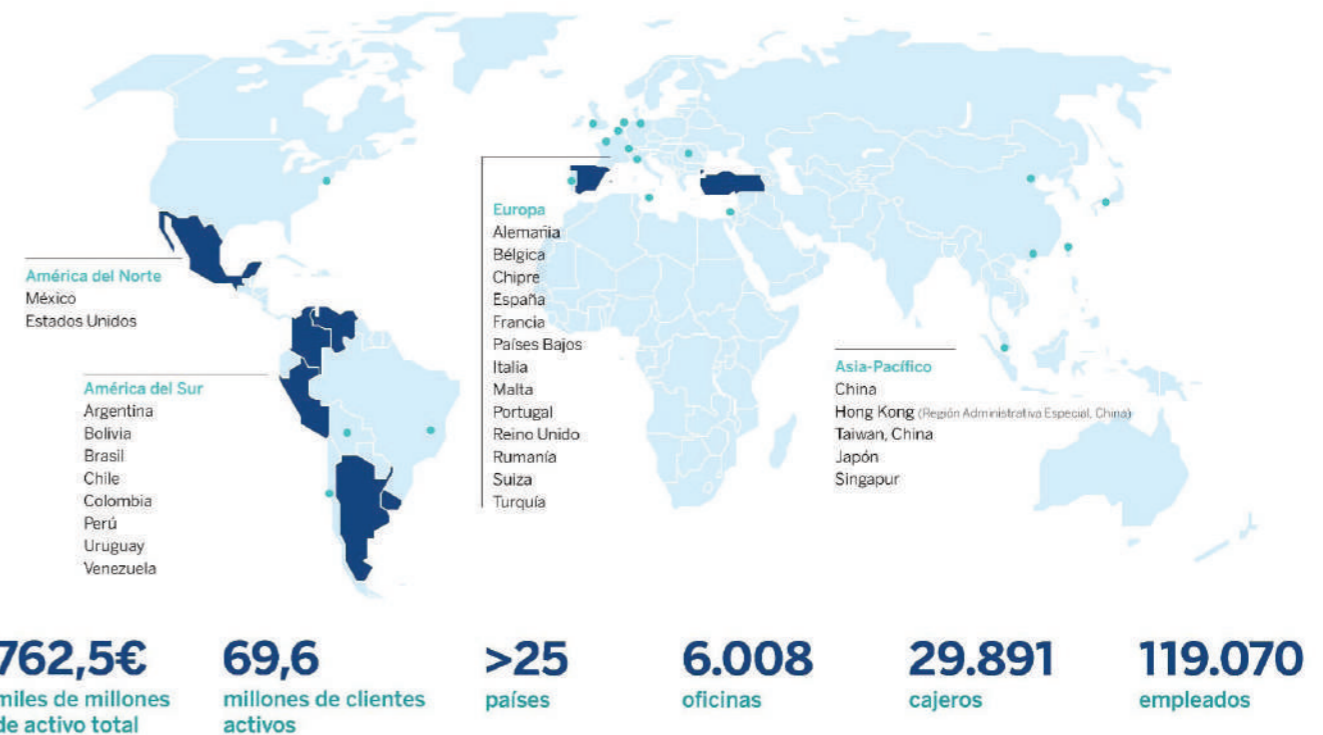 América del Norte
México
Estados Unidos
América del Sur
Argentina
Bolivia
Brasil
Chile
Colombia
Perú
Uruguay
Venezuela
Europa
Alemania
Bélgica
Chipre
España
Francia
Países Bajos
Italia
Malta
Portugal
Reino Unido
Rumanía
Suiza
Turquía
Asia-Pacífico
China
Hong Kong (Región Administrativa Especial, China)
Taiwan, China
Japón
Singapur
762,5€
miles de millones
de activo total
69,6
millones de clientes
activos
>25
países
6.008
oficinas
29.891
cajeros
119.070
empleados